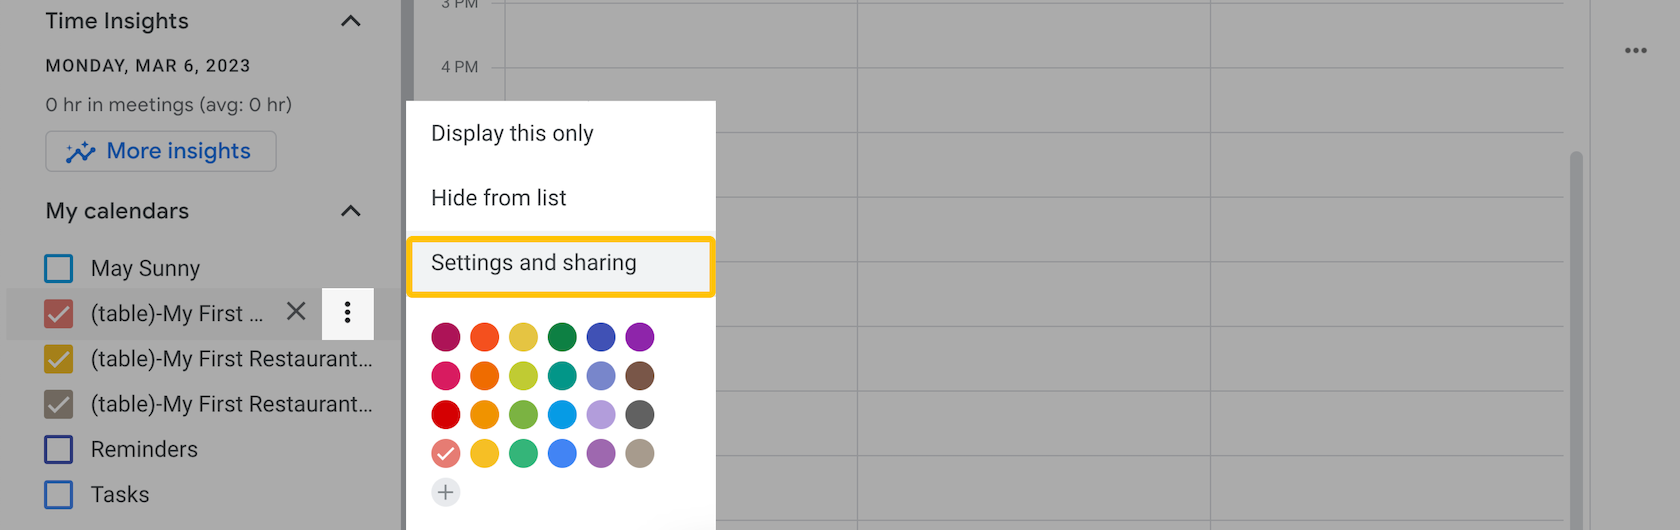 Time Insights
MONDAY, MAR 6, 2023
0 hr in meetings (avg: 0 hr)
More insights
My calendars
May Sunny
(table)-My First ...
(table)-My First Restaurant...
(table)-My First Restaurant...
Reminders
Tasks
3 PM
4 PM
Display this only
Hide from list
Settings and sharing